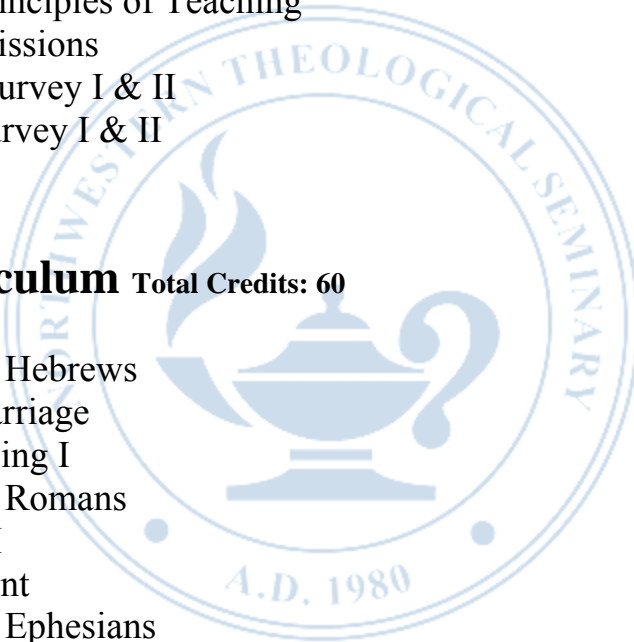 nciples of Teaching
issions
urvey I & II
rvey I & II
culum Total Credits: 60
Hebrews
rriage
ing I
Romans
nt
Ephesians
NORTHWESTERN THEOLOGICAL SEMINARY
A.D. 1980